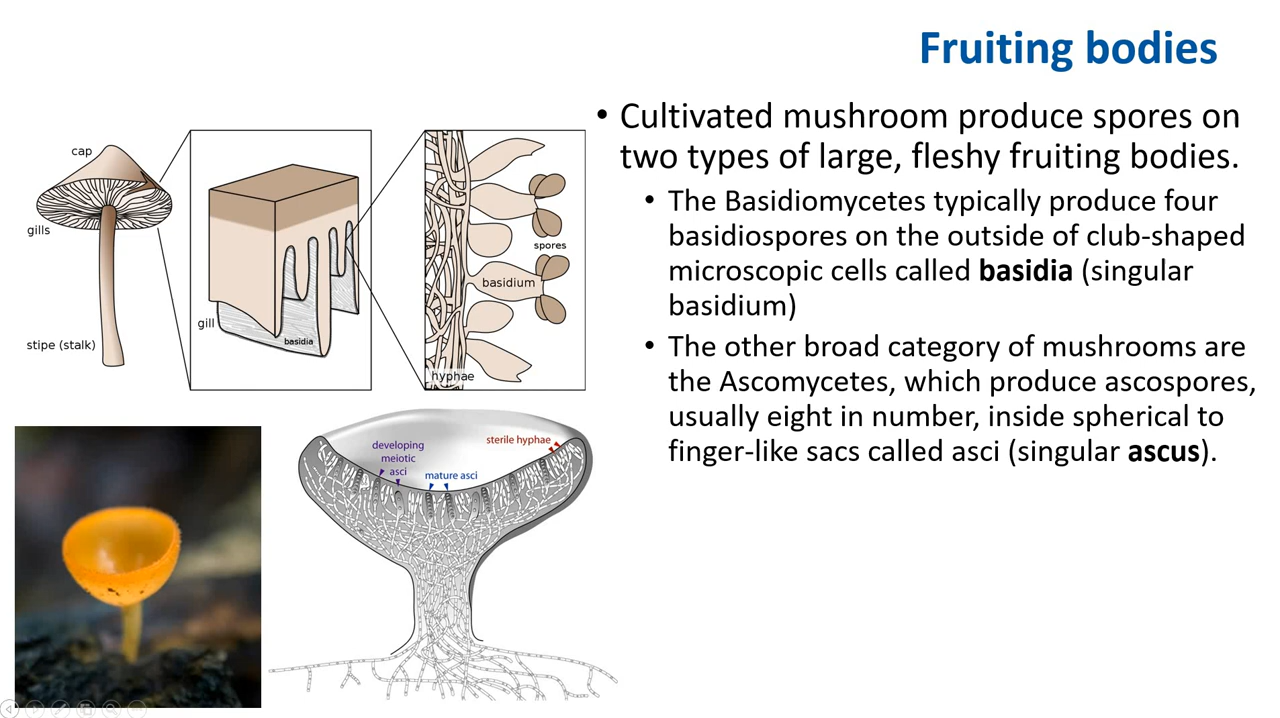 Fruiting bodies
• Cultivated mushroom produce spores on
two types of large, fleshy fruiting bodies.
• The Basidiomycetes typically produce four
basidiospores on the outside of club-shaped
microscopic cells called basidia (singular
basidium)
• The other broad category of mushrooms are
the Ascomycetes, which produce ascospores,
usually eight in number, inside spherical to
finger-like sacs called asci (singular ascus).
cap
gills
stipe (stalk)
gill
basidia
spores
basidium
hyphae
developing
meiotic
asci
mature asci
sterile hyphae